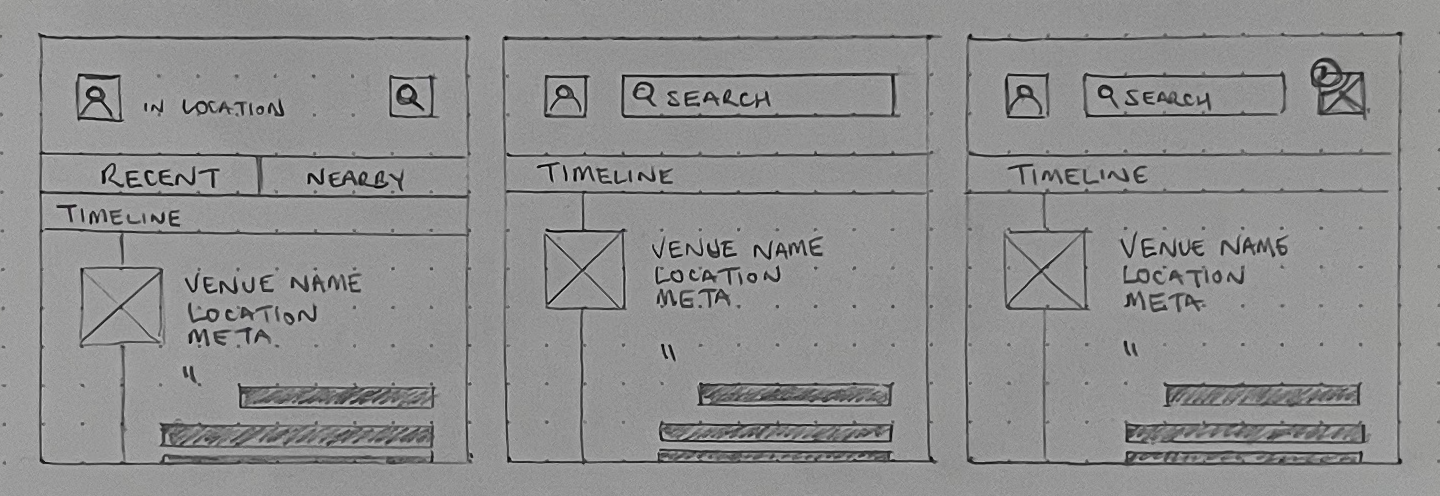 IN LOCATION
RECENT
NEARBY
TIMELINE
VENUE NAME
LOCATION
META.
"
SEARCH
TIMELINE
VENUE NAME
LOCATION
META.
"
SEARCH
TIMELINE
VENUE NAME
LOCATION
META.
"